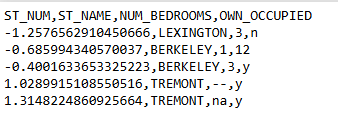 ST_NUM,ST_NAME,NUM_BEDROOMS,OWN_OCCUPIED
-1.2576562910450666,LEXINGTON,3,n
-0.685994340570037,BERKELEY,1,12
-0.4001633653325223,BERKELEY,3,y
1.0289915108550516,TREMONT,--,y
1.3148224860925664,TREMONT,na,y